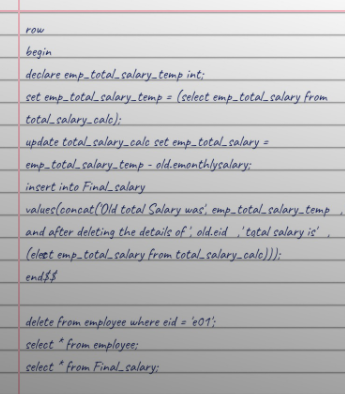 row
begin
declare emp_total_salary_temp int;
set emp_total_salary_temp = (select emp_total_salary from
total_salary_calc);
update total_salary_calc set emp_total_salary =
emp_total_salary_temp - old.emonthlysalary;
insert into Final_salary
values(concat('Old total Salary was', emp_total_salary_temp ,
and after deleting the details of ', old.eid ,'total salary is' ,
(elect emp_total_salary from total_salary_calc)));
end$$
delete from employee where eid = 'e01';
select * from employee;
select * from Final_salary;